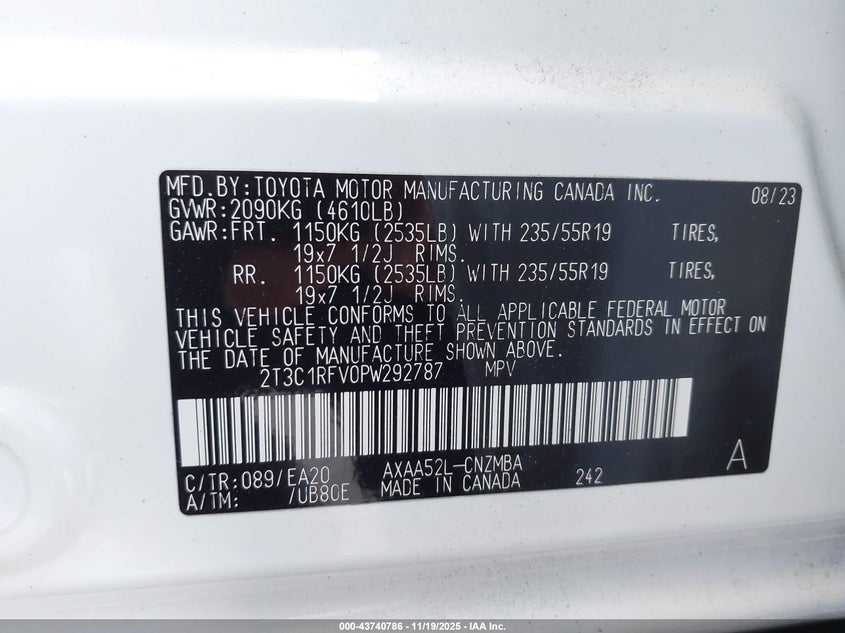 MFD.BY:TOYOTA MOTOR MANUFACTURING CANADA INC. 08/23
GVWR:2090KG (4610LB)
GAWR:FRT. 1150KG (2535LB) WITH 235/55R19 TIRES,
19x7 1/2J RIMS.
RR. 1150KG (2535LB) WITH 235/55R19 TIRES,
19x7 1/2J RIMS.
THIS VEHICLE CONFORMS TO ALL APPLICABLE FEDERAL MOTOR
VEHICLE SAFETY AND THEFT PREVENTION STANDARDS IN EFFECT ON
THE DATE OF MANUFACTURE SHOWN ABOVE.
2T3C1RFV0PW292787 MPV
C/TR:089/EA20 AXAA52L-CNZMBA A
A/TM: /UB80E MADE IN CANADA 242
000-43740786 - 11/19/2025 - IAA Inc.